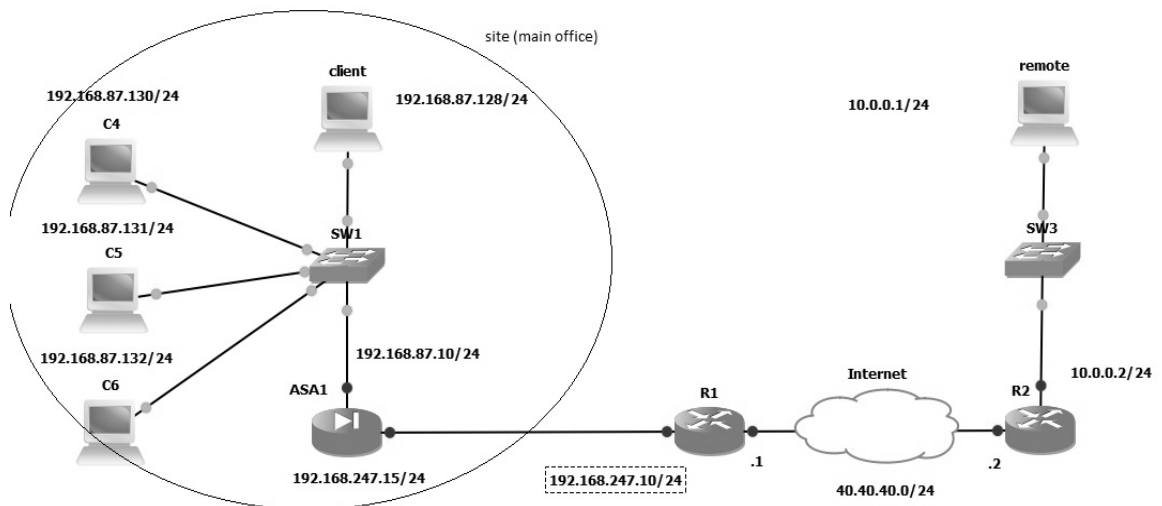 site (main office)
client
remote
192.168.87.130/24
192.168.87.128/24
10.0.0.1/24
C4
192.168.87.131/24
SW1
SW3
C5
192.168.87.132/24
192.168.87.10/24
Internet
10.0.0.2/24
C6
ASA1
R1
R2
.1
.2
192.168.247.15/24
192.168.247.10/24
40.40.40.0/24